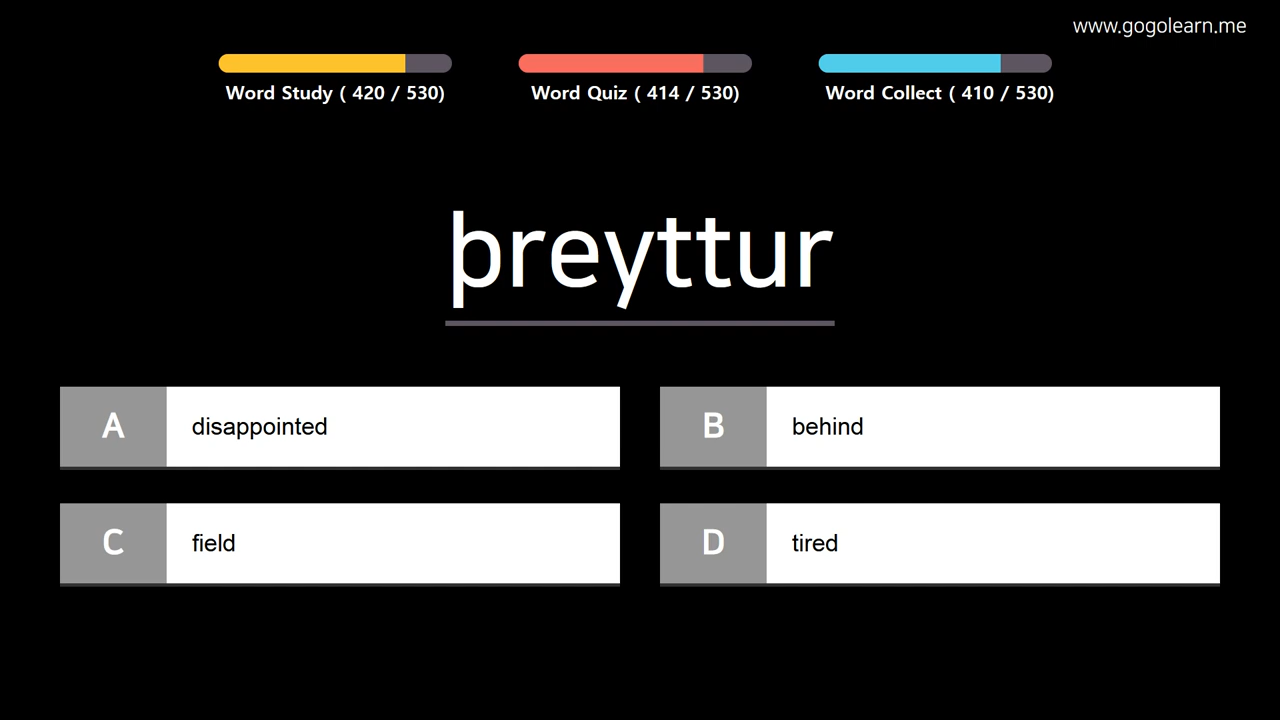 www.gogolearn.me
Word Study ( 420 / 530)
Word Quiz ( 414 / 530)
Word Collect ( 410 / 530)
þreyttur
A disappointed
B behind
C field
D tired